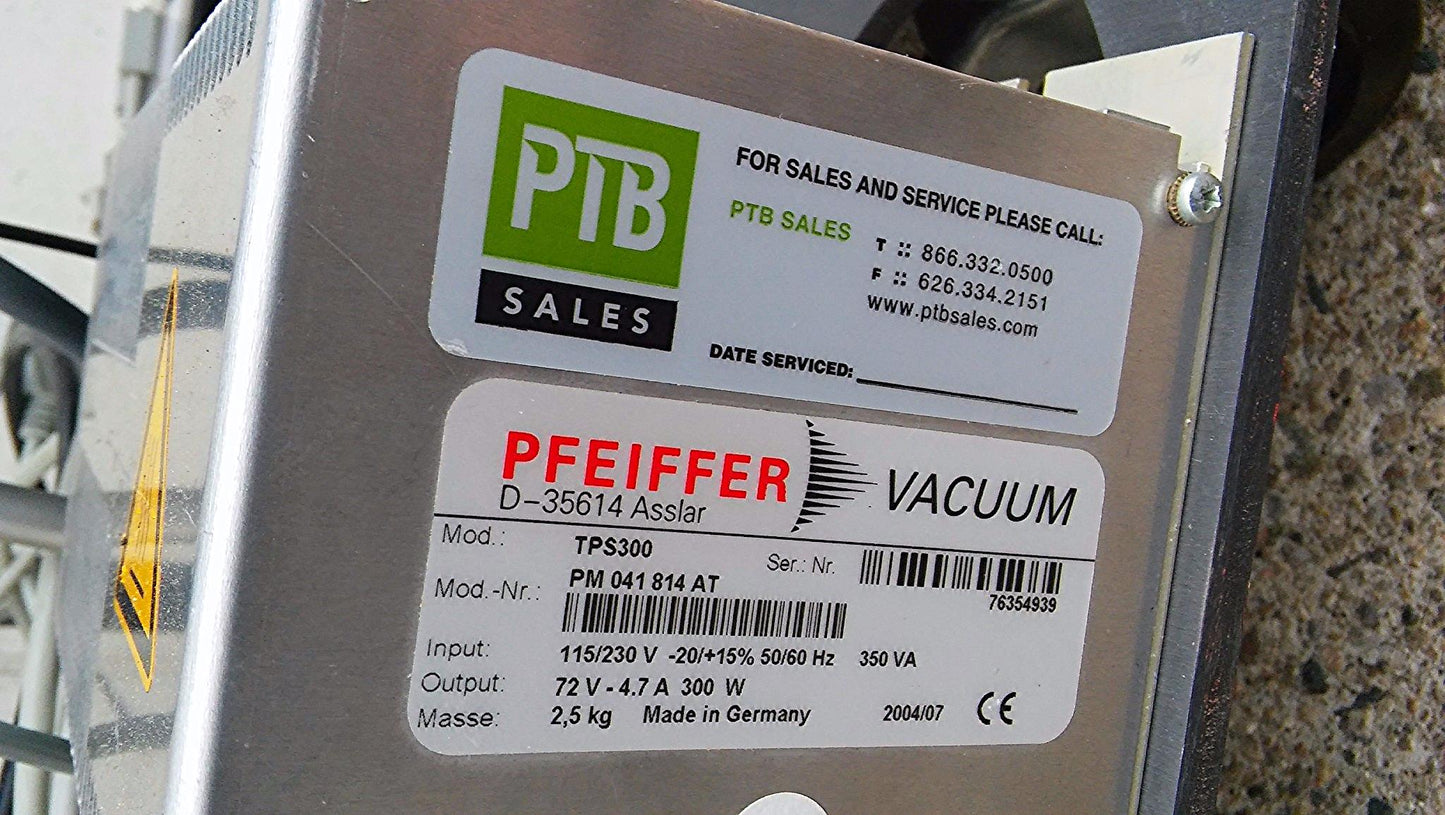 PTB
SALES
FOR SALES AND SERVICE PLEASE CALL:
PTB SALES
T :: 866.332.0500
F :: 626.334.2151
www.ptbsales.com
DATE SERVICED:
PFEIFFER VACUUM
D-35614 Asslar
Mod.: TPS300 Ser.: Nr.
76354939
Mod.-Nr.: PM 041 814 AT
Input: 115/230 V -20/+15% 50/60 Hz 350 VA
Output: 72 V - 4.7 A 300 W
Masse: 2,5 kg Made in Germany 2004/07 CE